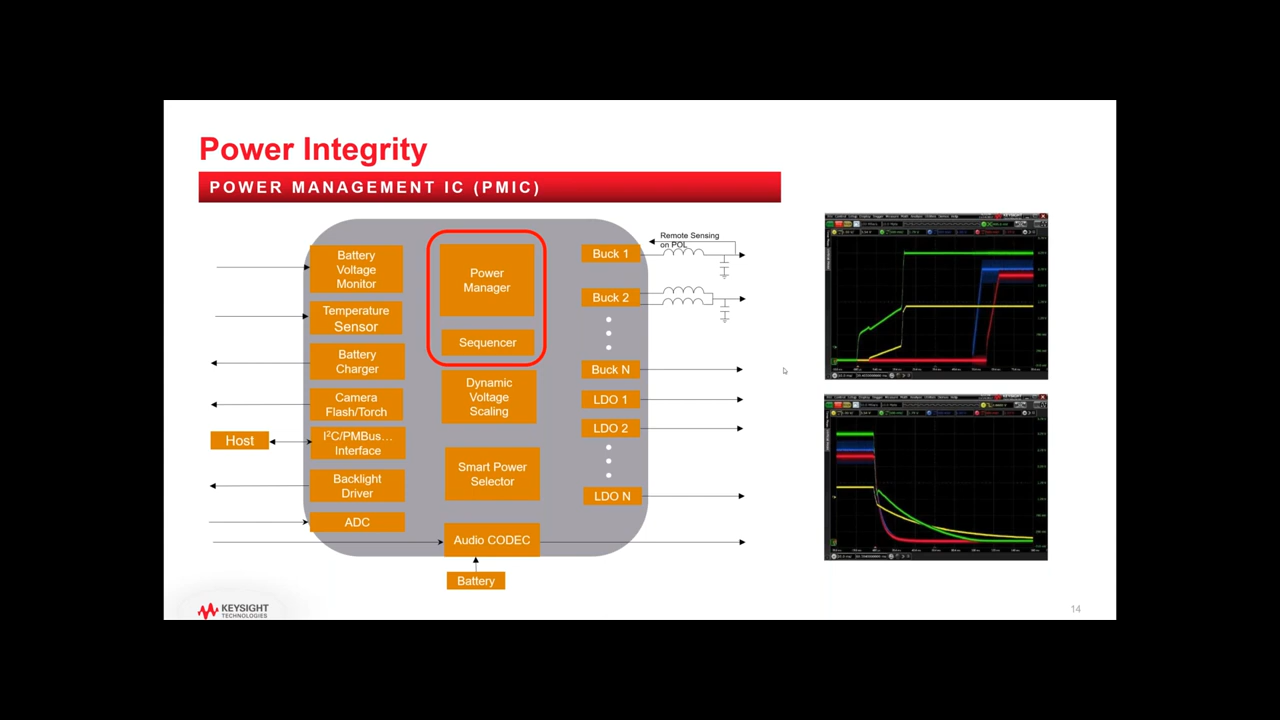 Power Integrity
POWER MANAGEMENT IC (PMIC)
Battery
Voltage
Monitor
Temperature
Sensor
Battery
Charger
Camera
Flash/Torch
Host
I²C/PMBus...
Interface
Backlight
Driver
ADC
Power
Manager
Sequencer
Dynamic
Voltage
Scaling
Smart Power
Selector
Audio CODEC
Battery
Buck 1
Buck 2
Buck N
LDO 1
LDO 2
LDO N
Remote Sensing
on POL
KEYSIGHT
KEYSIGHT
KEYSIGHT
TECHNOLOGIES
14